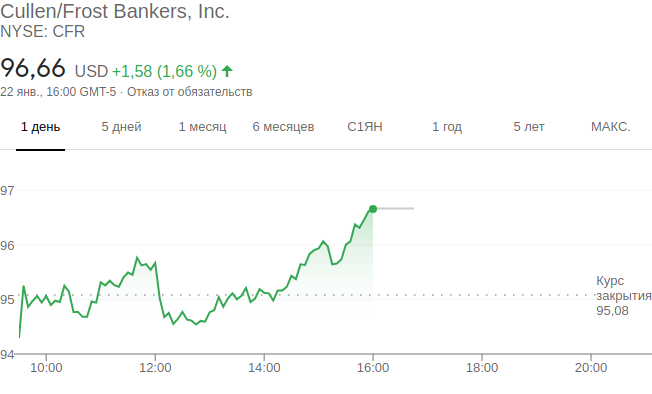 Cullen/Frost Bankers, Inc.
NYSE: CFR
96,66 USD +1,58 (1,66 %)
22 янв., 16:00 GMT-5 · Отказ от обязательств
1 день 5 дней 1 месяц 6 месяцев С1ЯН 1 год 5 лет МАКС.
97
96
Курс
95 закрытия
95,08
94
10:00 12:00 14:00 16:00 18:00 20:00